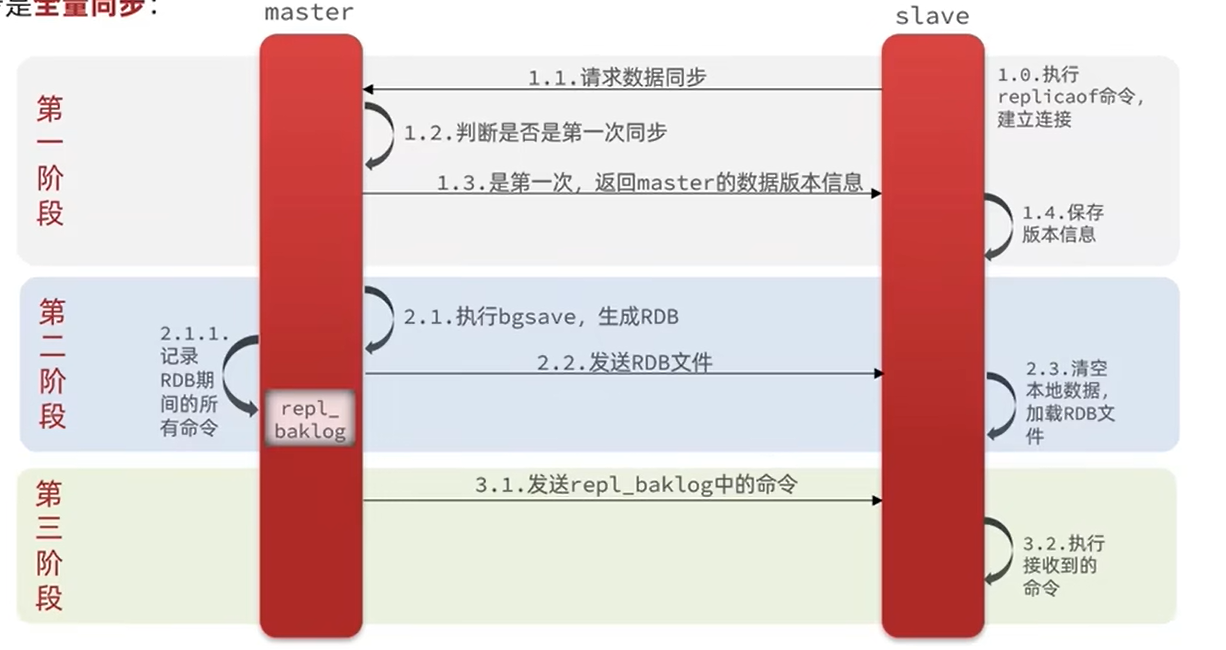 是全量同步：
master
slave
第
一
阶
段
1.0.执行
replicaof命令，
建立连接
1.1.请求数据同步
1.2.判断是否是第一次同步
1.3.是第一次，返回master的数据版本信息
1.4.保存
版本信息
第
二
阶
段
2.1.执行bgsave，生成RDB
2.1.1.
记录
RDB期
间的所
有命令
2.2.发送RDB文件
2.3.清空
本地数据，
加载RDB文
件
repl_
baklog
第
三
阶
段
3.1.发送repl_baklog中的命令
3.2.执行
接收到的
命令